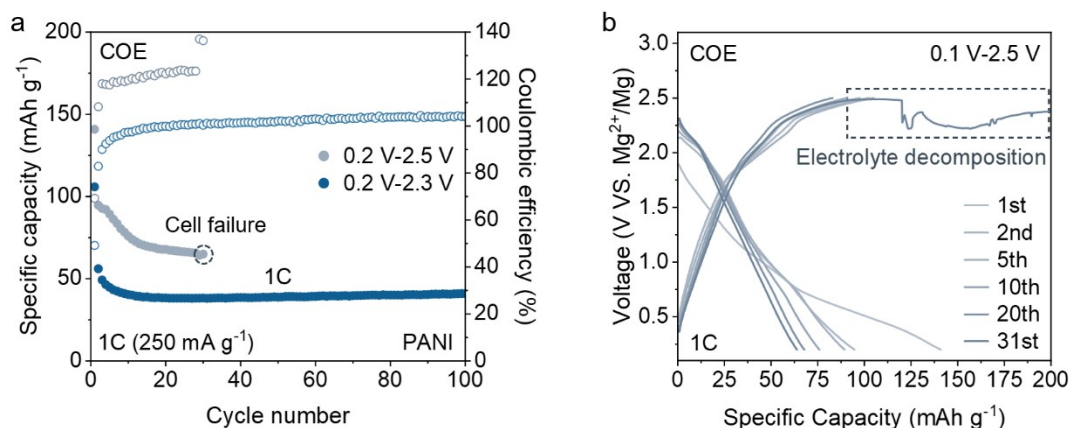 a
COE
0.2 V-2.5 V
0.2 V-2.3 V
Cell failure
1C
1C (250 mA g⁻¹)
PANI
200
150
100
50
0
Specific capacity (mAh g⁻¹)
140
120
100
80
60
40
20
0
Coulombic efficiency (%)
0 20 40 60 80 100
Cycle number
b
COE
0.1 V-2.5 V
Electrolyte decomposition
1st
2nd
5th
10th
20th
31st
1C
3.0
2.5
2.0
1.5
1.0
0.5
Voltage (V VS. Mg²⁺/Mg)
0 25 50 75 100 125 150 175 200
Specific Capacity (mAh g⁻¹)